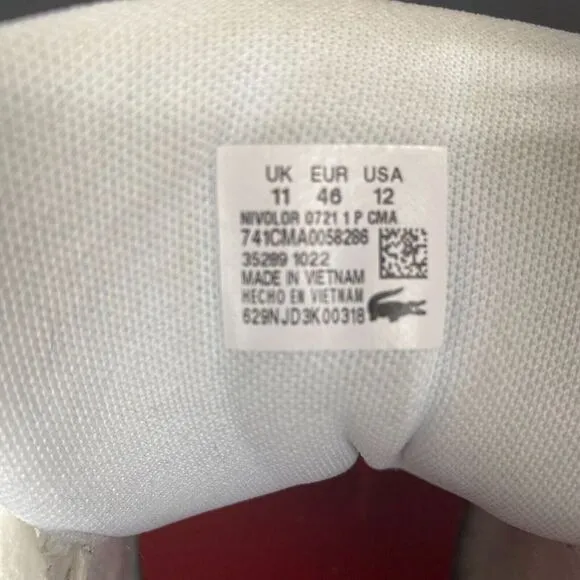 UK EUR USA
11 46 12
NIVOLOR 0721 1 P CMA
741CMA0058286
35289 1022
MADE IN VIETNAM
HECHO EN VIETNAM
629NJD3K00318